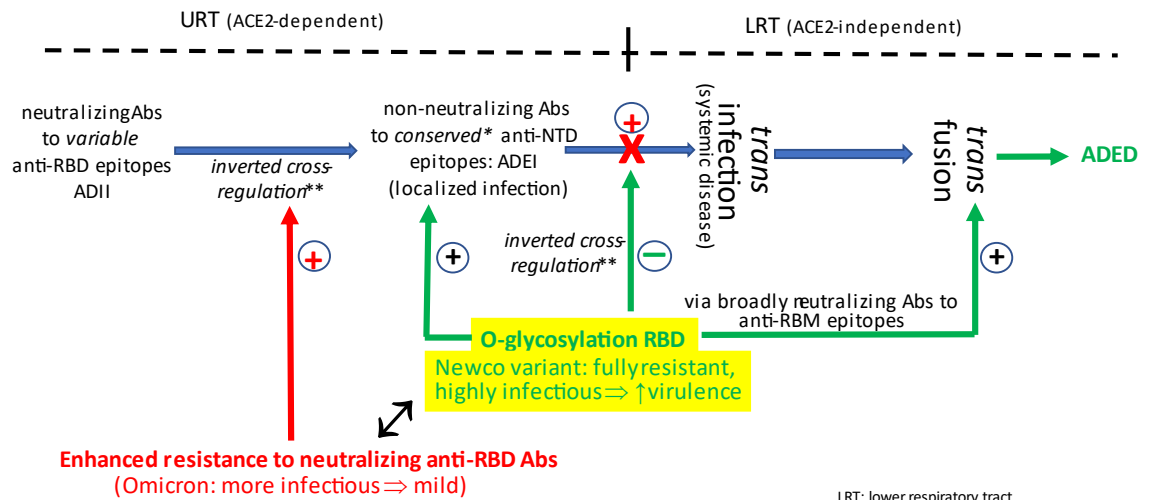 URT (ACE2-dependent)
LRT (ACE2-independent)
neutralizingAbs
to variable
anti-RBD epitopes
ADII
inverted cross-
regulation**
+
non-neutralizing Abs
to conserved* anti-NTD
epitopes: ADEI
(localized infection)
+
X
trans
infection
(systemic disease)
trans
fusion
ADED
+
inverted cross-
regulation**
−
+
via broadly neutralizing Abs to
anti-RBM epitopes
O-glycosylation RBD
Newco variant: fullyresistant,
highly infectious⇒ ↑virulence
Enhanced resistance to neutralizing anti-RBD Abs
(Omicron: more infectious⇒ mild)
LRT: lower respiratory tract